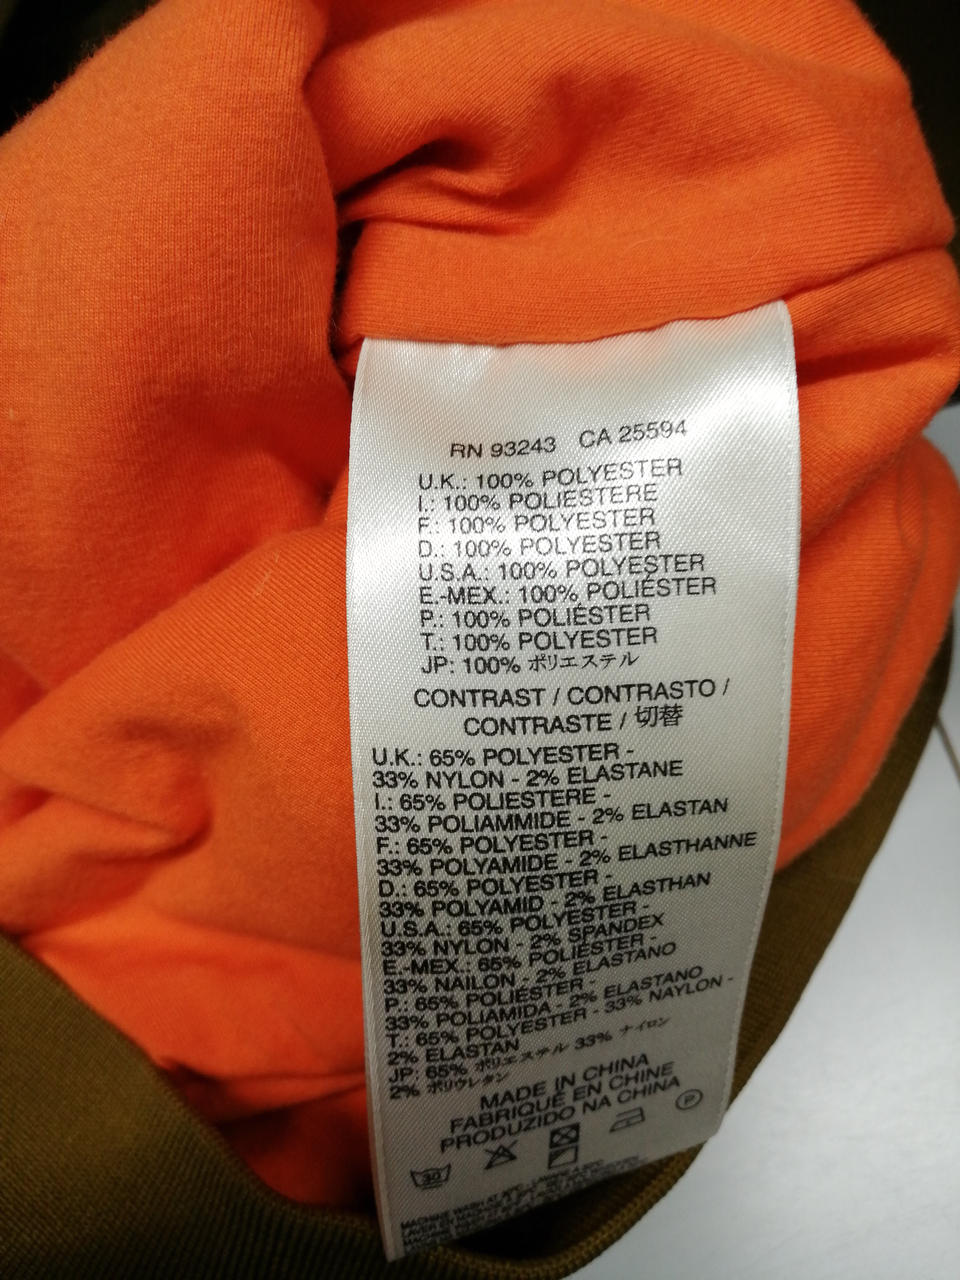 RN 93243 CA 25594
U.K.: 100% POLYESTER
I.: 100% POLIESTERE
F.: 100% POLYESTER
D.: 100% POLYESTER
U.S.A.: 100% POLYESTER
E.-MEX.: 100% POLIÉSTER
P.: 100% POLIÉSTER
T.: 100% POLYESTER
JP: 100% ポリエステル
CONTRAST / CONTRASTO /
CONTRASTE / 切替
U.K.: 65% POLYESTER -
33% NYLON - 2% ELASTANE
I.: 65% POLIESTERE -
33% POLIAMMIDE - 2% ELASTAN
F.: 65% POLYESTER -
33% POLYAMIDE - 2% ELASTHANNE
D.: 65% POLYESTER -
33% POLYAMID - 2% ELASTHAN
U.S.A.: 65% POLYESTER -
33% NYLON - 2% SPANDEX
E.-MEX.: 65% POLIÉSTER -
33% NAILON - 2% ELASTANO
P.: 65% POLIÉSTER -
33% POLIAMIDA - 2% ELASTANO
T.: 65% POLYESTER - 33% NAYLON -
2% ELASTAN
JP: 65% ポリエステル 33% ナイロン
2% ポリウレタン
MADE IN CHINA
FABRIQUÉ EN CHINE
PRODUZIDO NA CHINA
30 P
MACHINE WASH AT 30°C